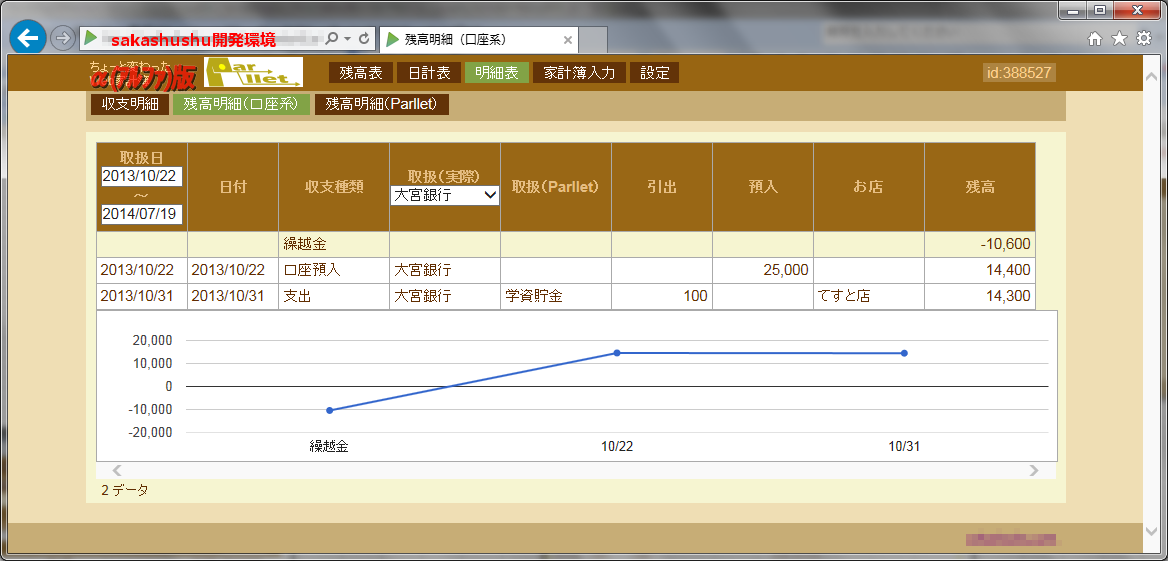 sakashushu開発環境
残高明細（口座系）
ちょっと変わった
α(アルファ)版
Parllet
残高表 日計表 明細表 家計簿入力 設定
id:388527
収支明細 残高明細(口座系) 残高明細(Parllet)
取扱日 2013/10/22 ～ 2014/07/19 日付 収支種類 取扱(実際) 大宮銀行 取扱(Parllet) 引出 預入 お店 残高
繰越金 -10,600
2013/10/22 2013/10/22 口座預入 大宮銀行 25,000 14,400
2013/10/31 2013/10/31 支出 大宮銀行 学資貯金 100 てすと店 14,300
20,000
10,000
0
-10,000
-20,000
繰越金 10/22 10/31
2 データ